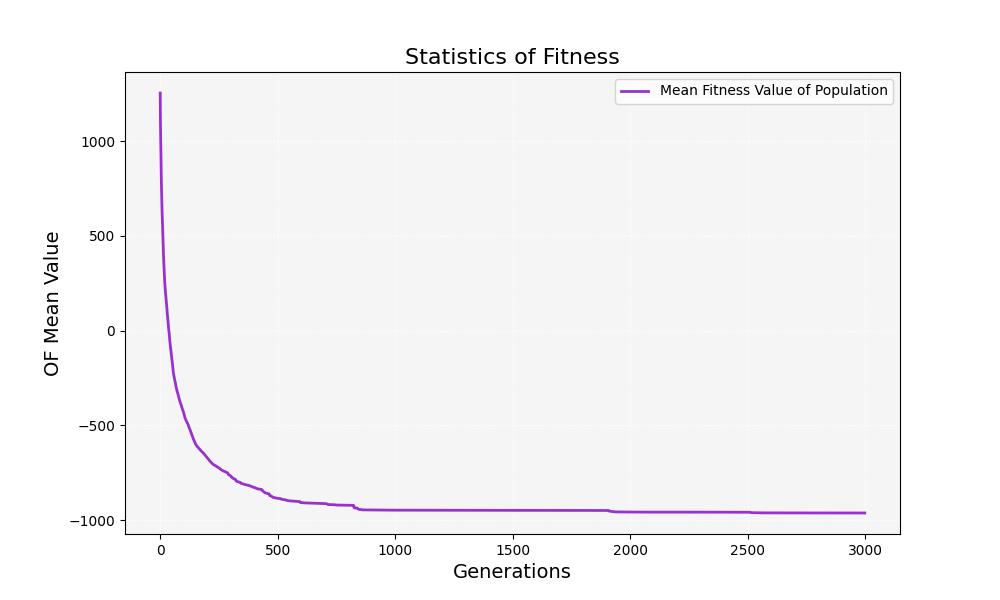 Statistics of Fitness
Mean Fitness Value of Population
OF Mean Value
1000
500
0
−500
−1000
0 500 1000 1500 2000 2500 3000
Generations